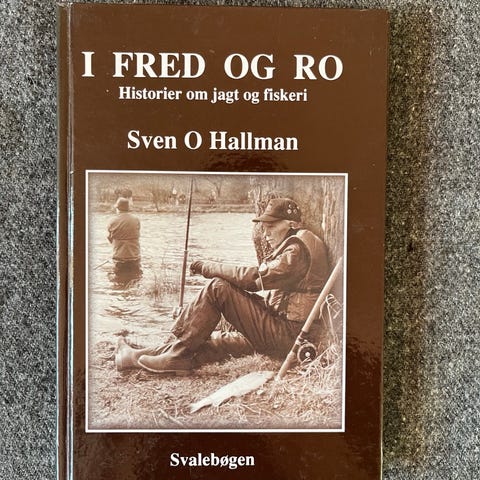 I FRED OG RO
Historier om jagt og fiskeri
Sven O Hallman
Svalebøgen